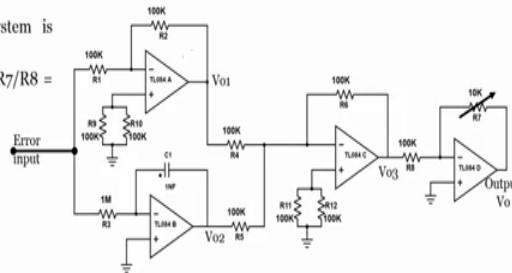 ystem is
R7/R8 =
100K
R2
100K
R1
TL084 A
Vo1
R9
100K
R10
100K
Error
input
100K
R4
100K
R6
TL084 C
Vo3
100K
R8
10K
R7
TL084 D
Output
Vo
C1
1NF
1M
R3
TL084 B
Vo2
100K
R5
R11
100K
R12
100K